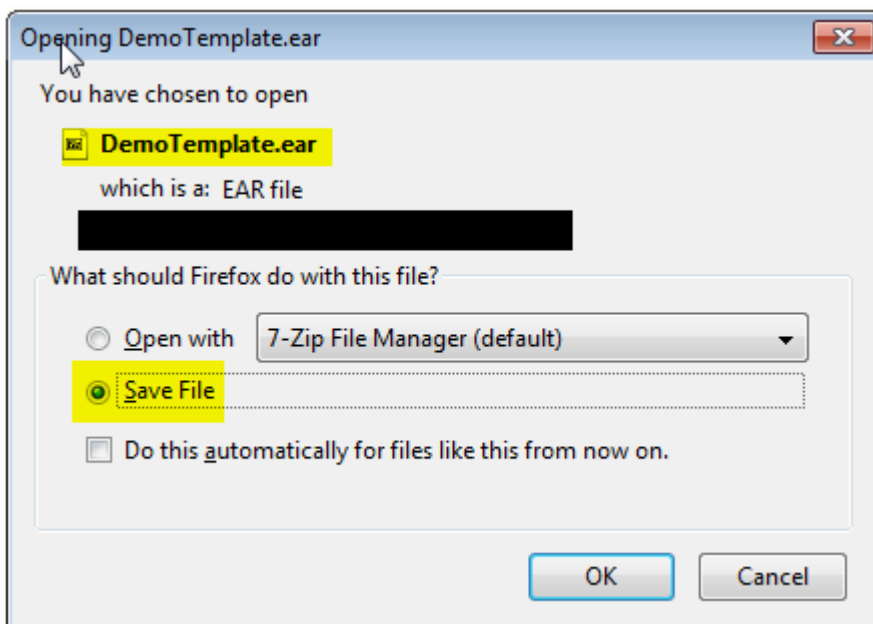 Opening DemoTemplate.ear
You have chosen to open
DemoTemplate.ear
which is a: EAR file
What should Firefox do with this file?
Open with 7-Zip File Manager (default)
Save File
Do this automatically for files like this from now on.
OK Cancel